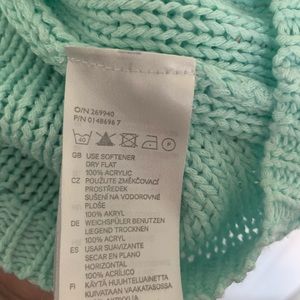 O/N 269940
P/N 0148696 7
40
P
GB USE SOFTENER
DRY FLAT
100% ACRYLIC
CZ POUŽIJTE ZMĚKČOVACÍ
PROSTŘEDEK
SUŠENÍ NA VODOROVNÉ
PLOŠE
100% AKRYL
DE WEICHSPÜLER BENUTZEN
LIEGEND TROCKNEN
100% ACRYL
ES USAR SUAVIZANTE
SECAR EN PLANO
HORIZONTAL
100% ACRÍLICO
FI KÄYTÄ HUUHTELUAINETTA
KUIVATAAN VAAKATASOSSA